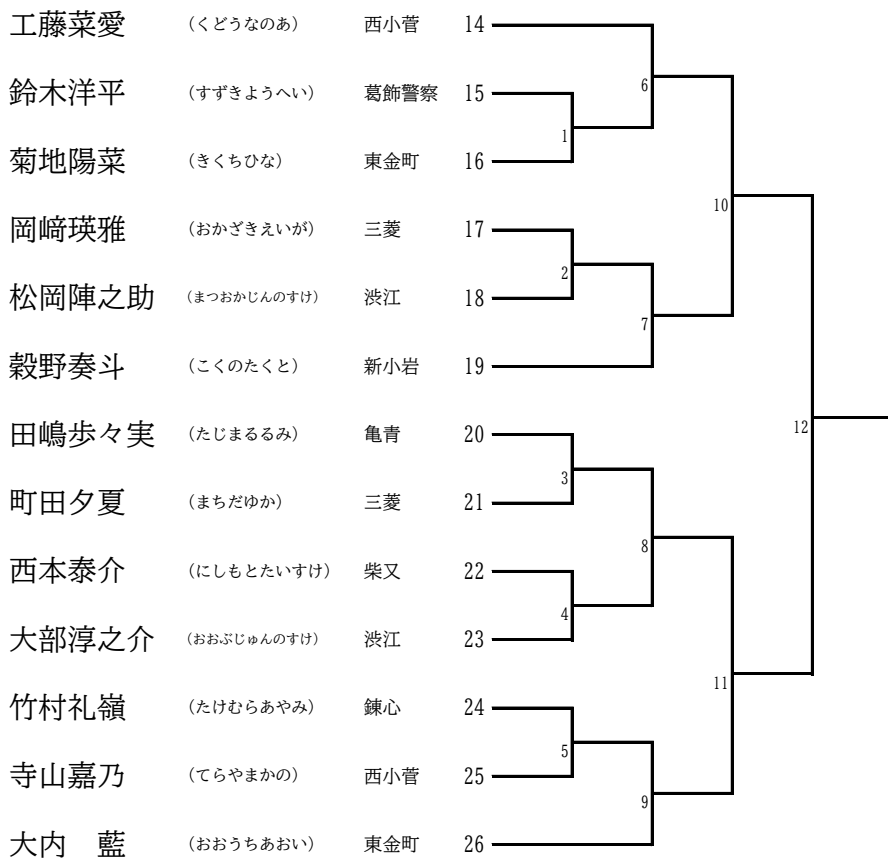 工藤菜愛 （くどうなのあ） 西小菅 14
鈴木洋平 （すずきようへい） 葛飾警察 15
菊地陽菜 （きくちひな） 東金町 16
岡﨑瑛雅 （おかざきえいが） 三菱 17
松岡陣之助 （まつおかじんのすけ） 渋江 18
穀野奏斗 （こくのたくと） 新小岩 19
田嶋歩々実 （たじまるるみ） 亀青 20
町田夕夏 （まちだゆか） 三菱 21
西本泰介 （にしもとたいすけ） 柴又 22
大部淳之介 （おおぶじゅんのすけ） 渋江 23
竹村礼嶺 （たけむらあやみ） 錬心 24
寺山嘉乃 （てらやまかの） 西小菅 25
大内　藍 （おおうちあおい） 東金町 26
1
2
3
4
5
6
7
8
9
10
11
12